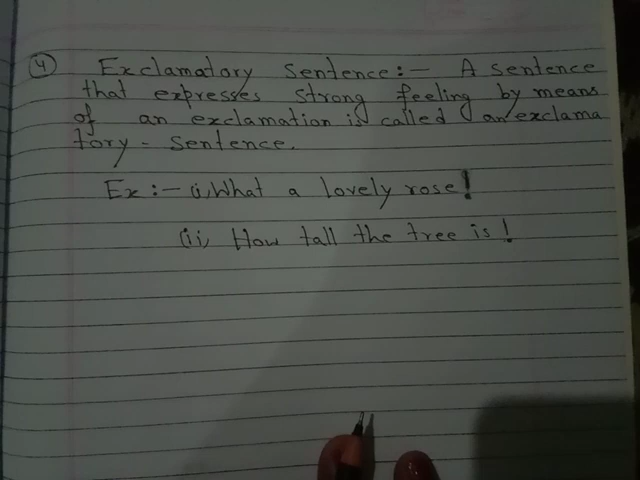 4 Exclamatory Sentence:- A sentence
that expresses strong feeling by means
of an exclamation is called an exclama
tory - sentence.
Ex:- (i) What a lovely rose!
(ii) How tall the tree is!